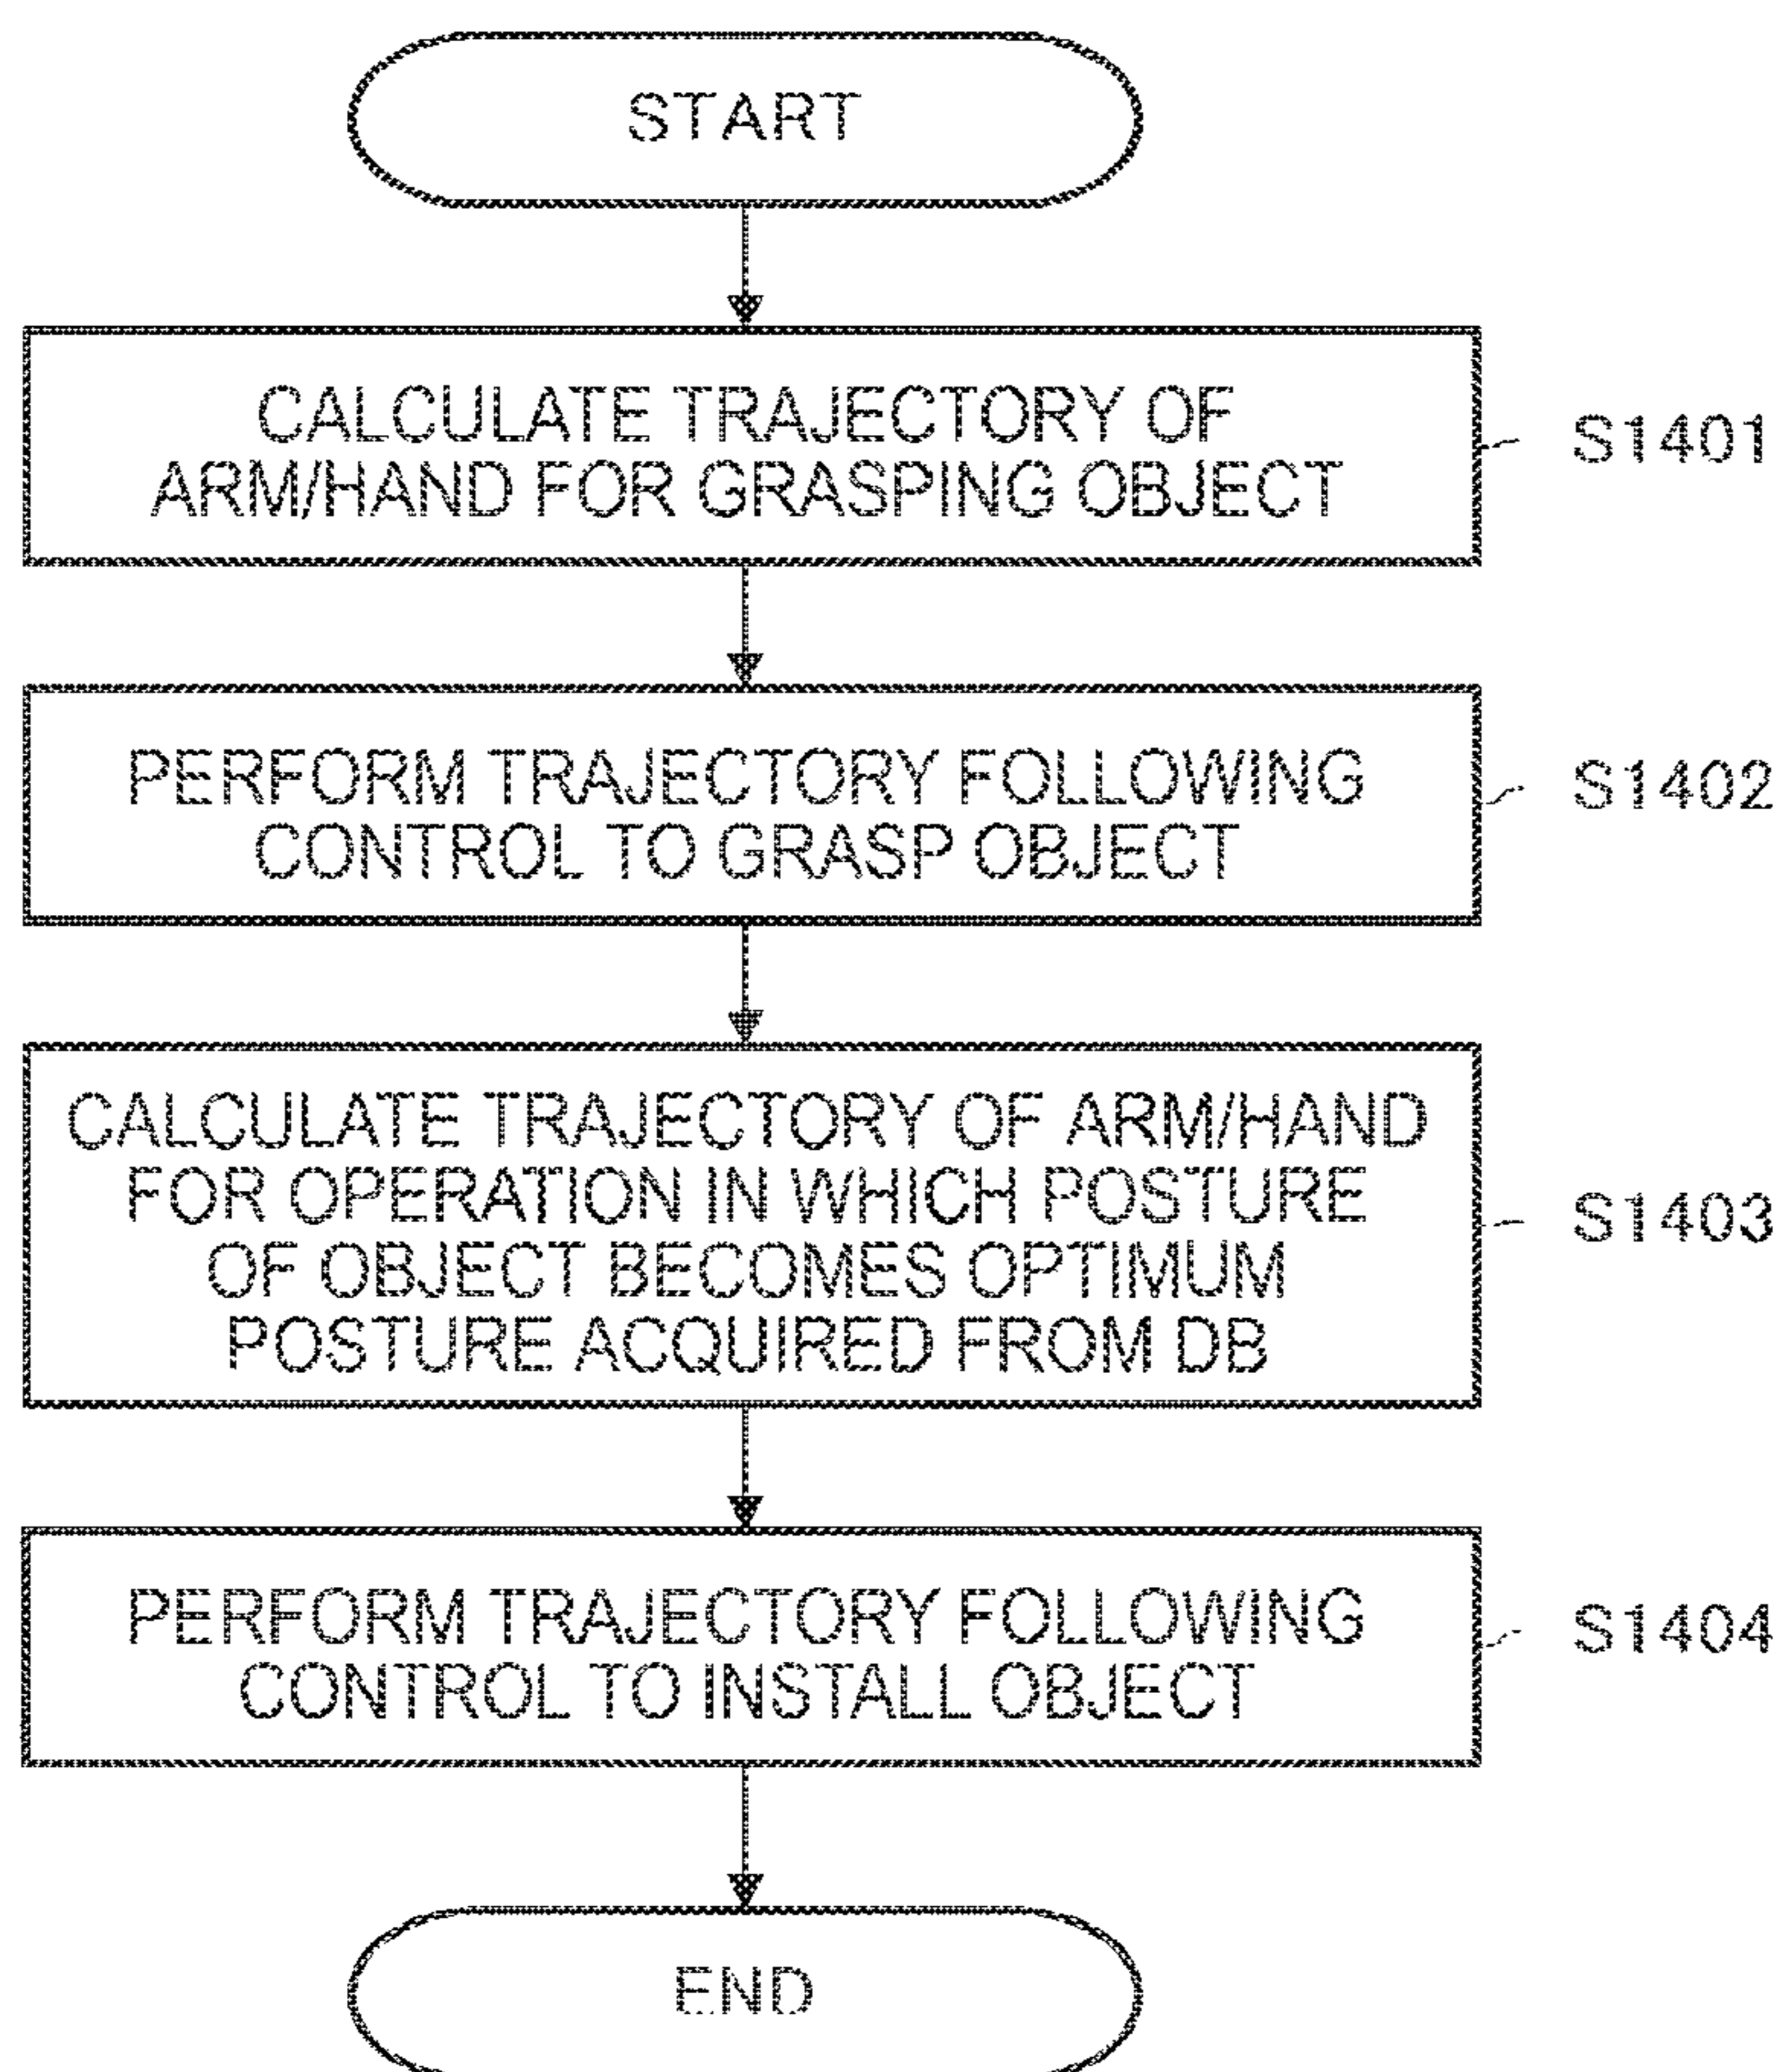 START
CALCULATE TRAJECTORY OF
ARM/HAND FOR GRASPING OBJECT
S1401
PERFORM TRAJECTORY FOLLOWING
CONTROL TO GRASP OBJECT
S1402
CALCULATE TRAJECTORY OF ARM/HAND
FOR OPERATION IN WHICH POSTURE
OF OBJECT BECOMES OPTIMUM
POSTURE ACQUIRED FROM DB
S1403
PERFORM TRAJECTORY FOLLOWING
CONTROL TO INSTALL OBJECT
S1404
END